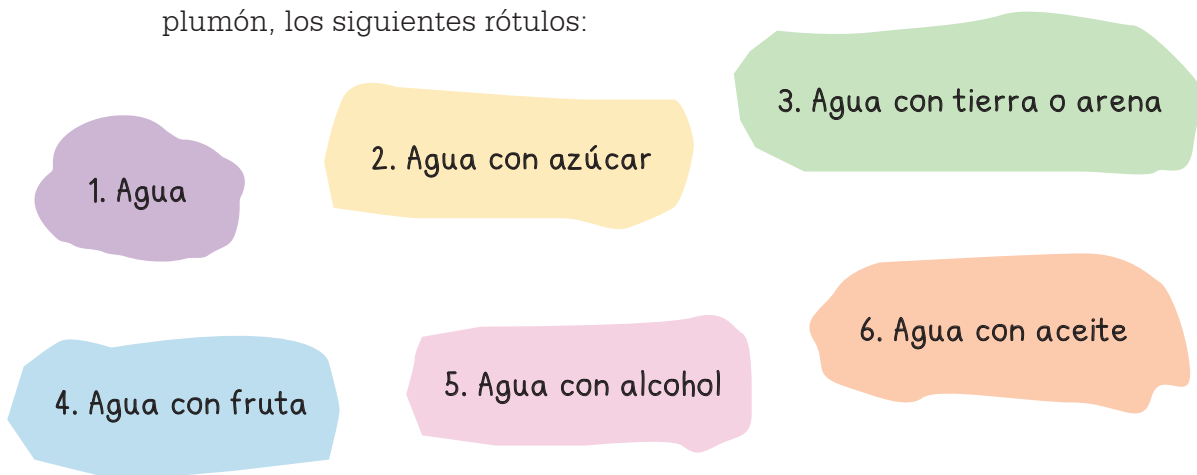 plumón, los siguientes rótulos:
1. Agua
2. Agua con azúcar
3. Agua con tierra o arena
4. Agua con fruta
5. Agua con alcohol
6. Agua con aceite